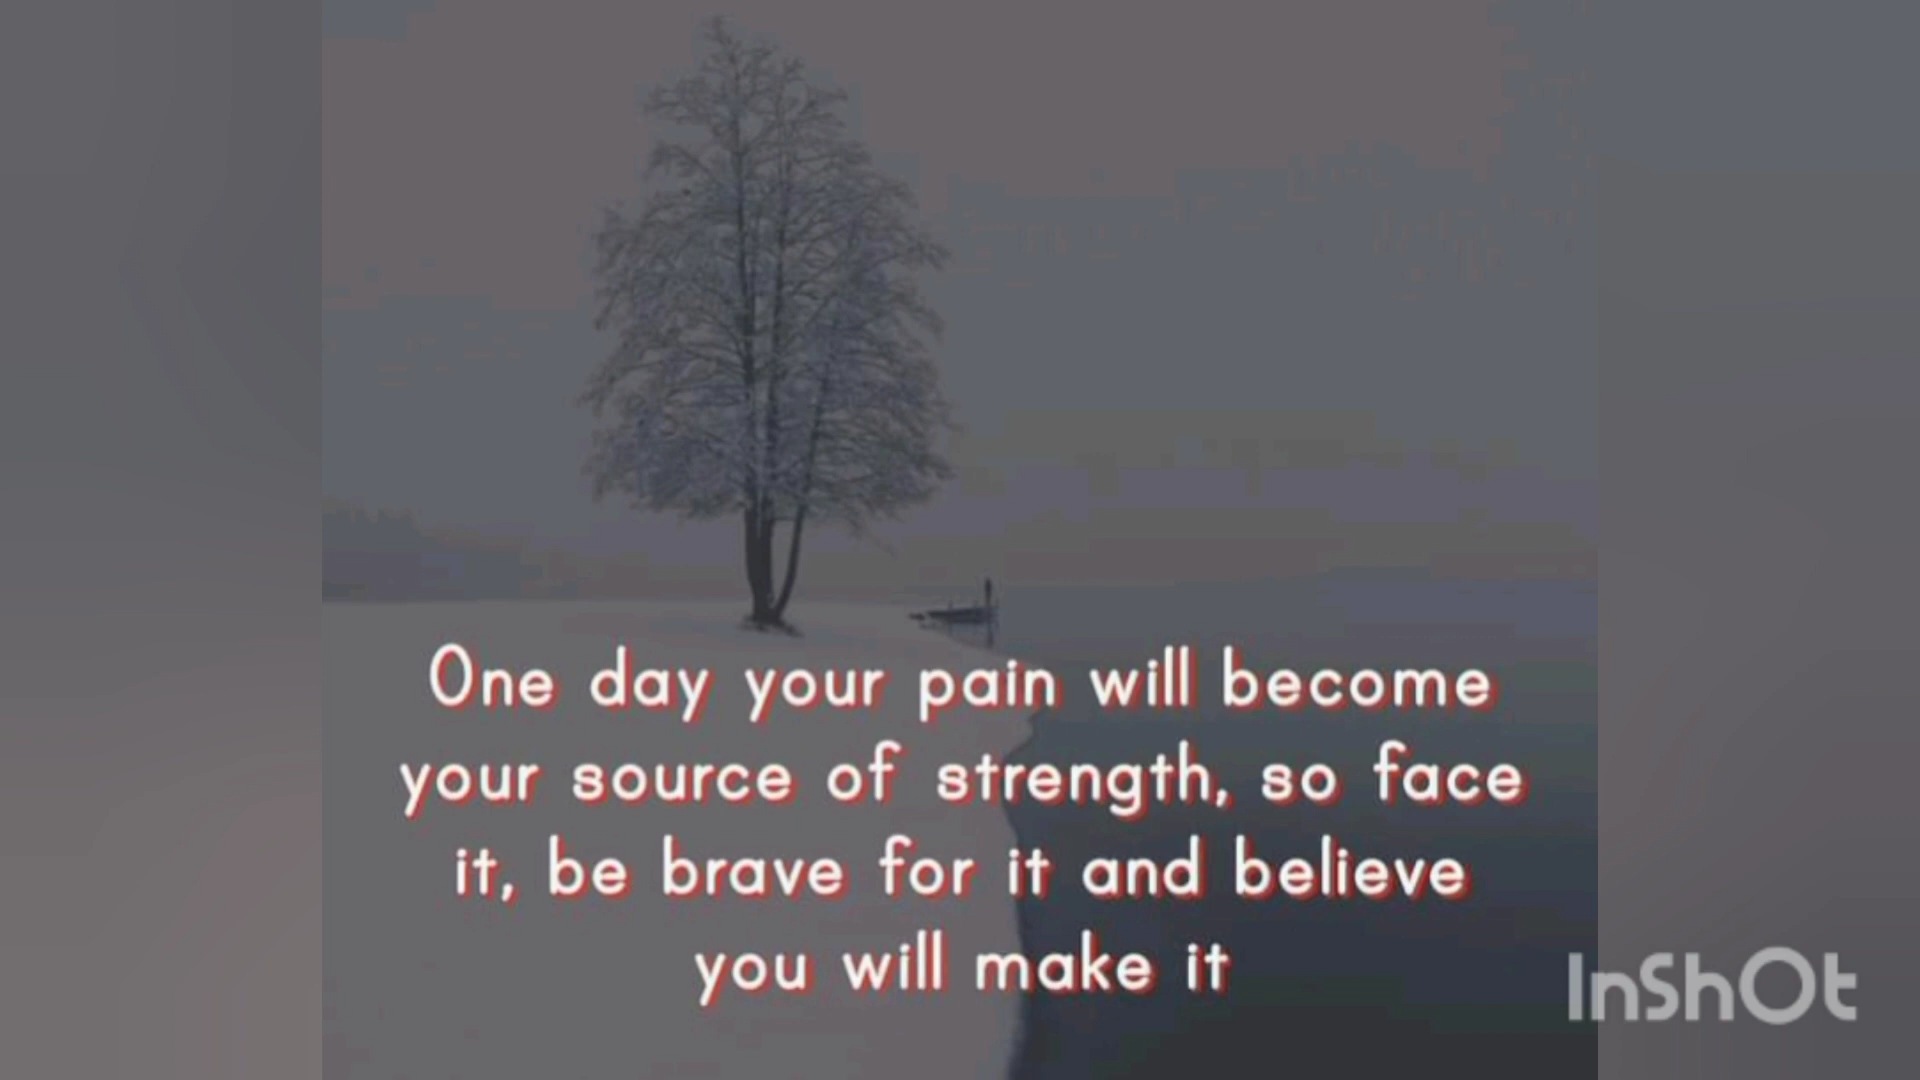 One day your pain will become
your source of strength, so face
it, be brave for it and believe
you will make it
InShOt